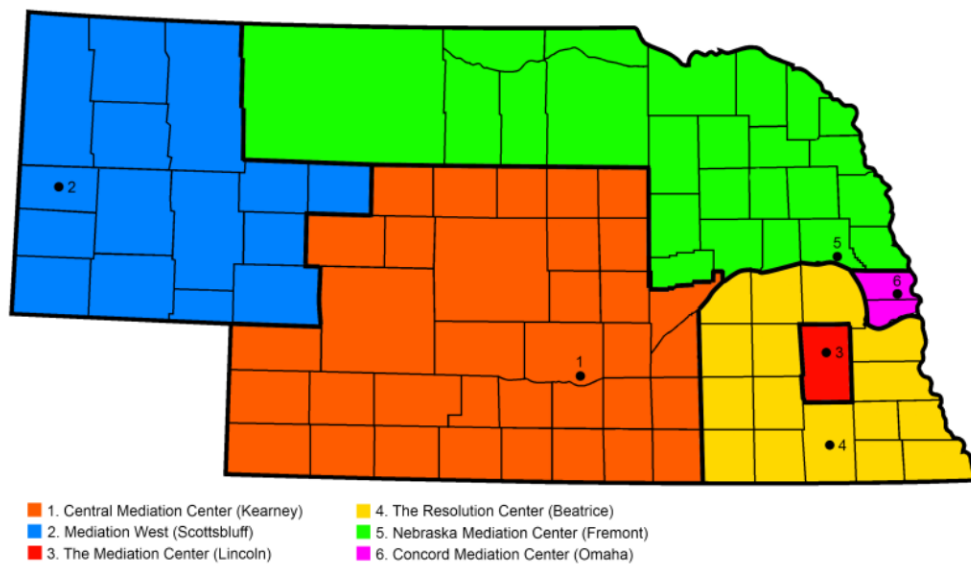 2
5
6
3
1
4
1. Central Mediation Center (Kearney)
2. Mediation West (Scottsbluff)
3. The Mediation Center (Lincoln)
4. The Resolution Center (Beatrice)
5. Nebraska Mediation Center (Fremont)
6. Concord Mediation Center (Omaha)